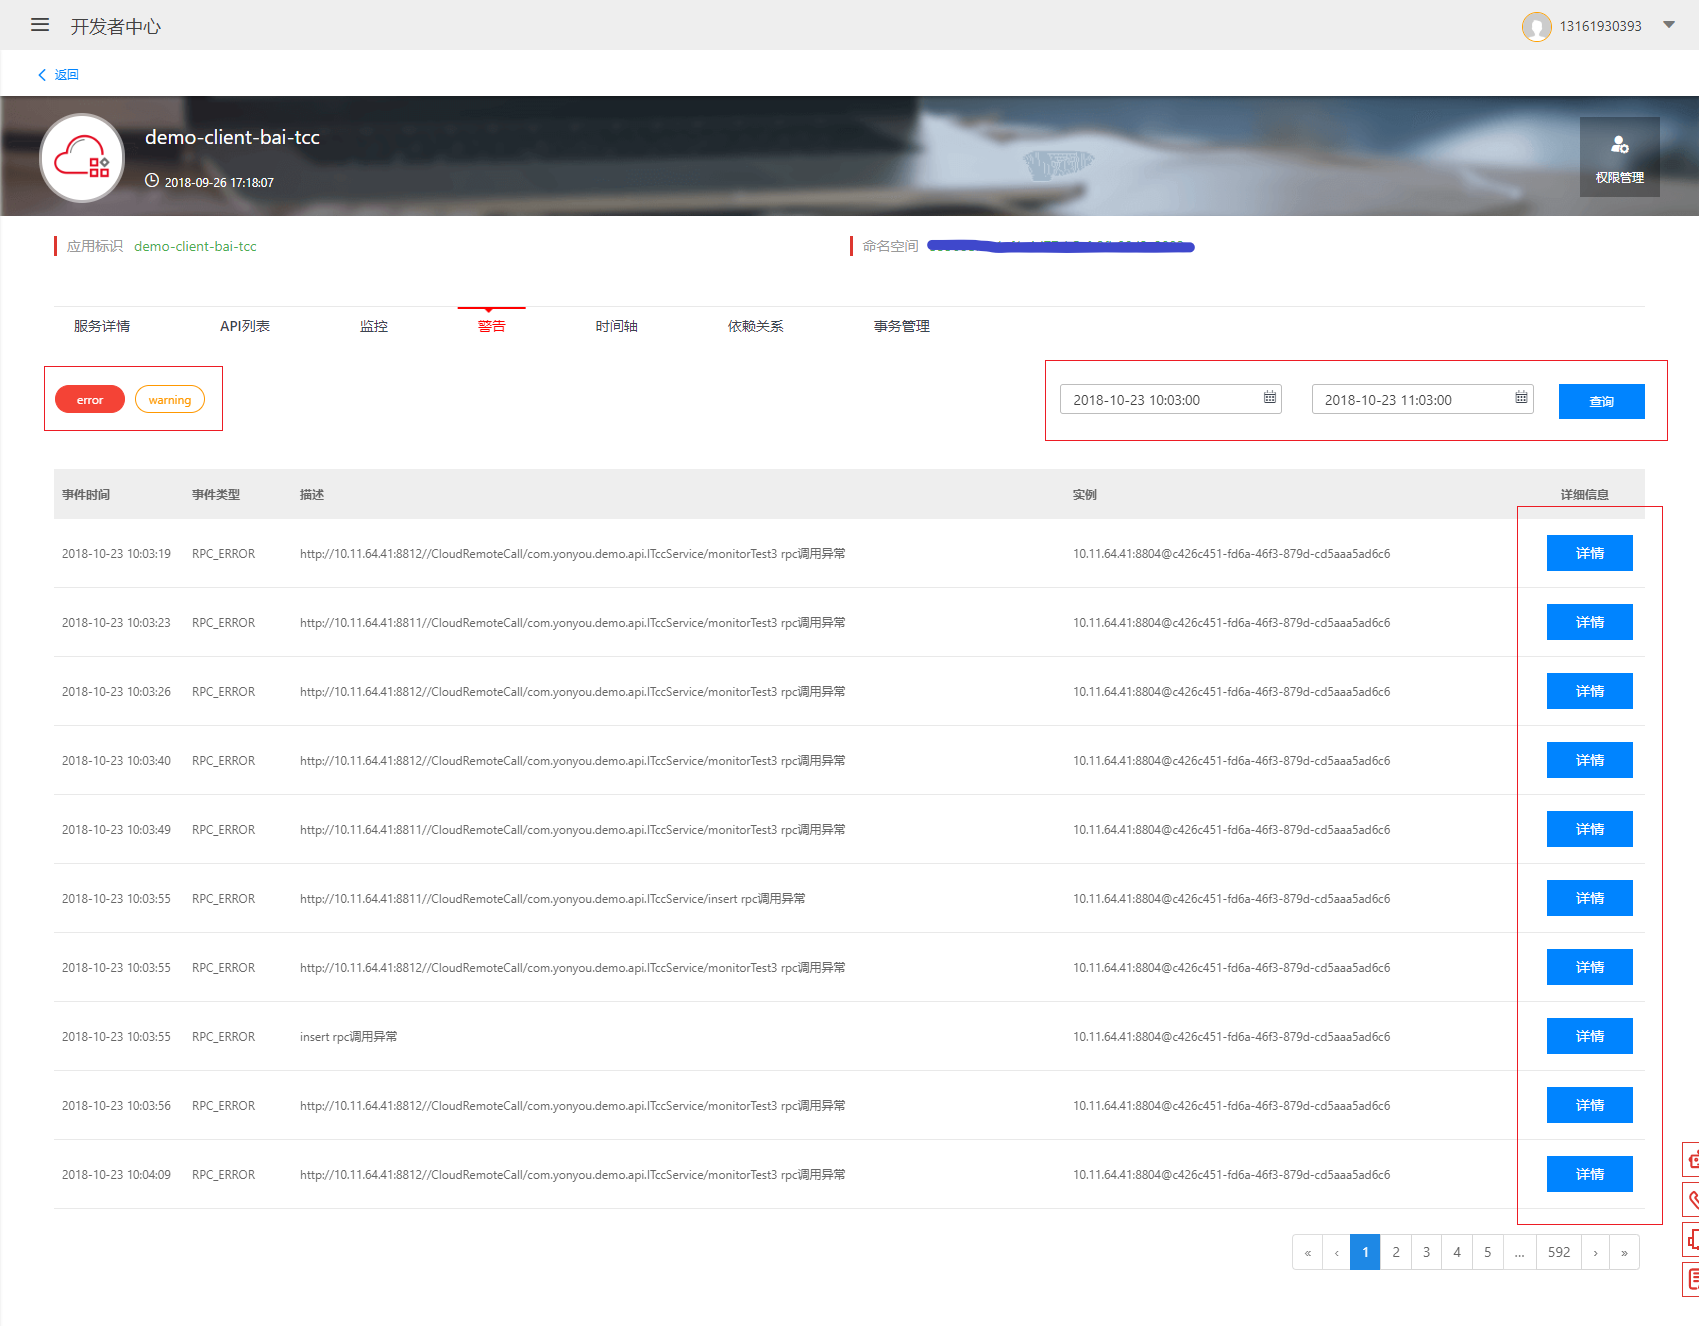 开发者中心
13161930393
返回
demo-client-bai-tcc
2018-09-26 17:18:07
权限管理
应用标识 demo-client-bai-tcc
命名空间
服务详情 API列表 监控 警告 时间轴 依赖关系 事务管理
error warning
2018-10-23 10:03:00 2018-10-23 11:03:00 查询
事件时间 事件类型 描述 实例 详细信息
2018-10-23 10:03:19 RPC_ERROR http://10.11.64.41:8812//CloudRemoteCall/com.yonyou.demo.api.ITccService/monitorTest3 rpc调用异常 10.11.64.41:8804@c426c451-fd6a-46f3-879d-cd5aaa5ad6c6 详情
2018-10-23 10:03:23 RPC_ERROR http://10.11.64.41:8811//CloudRemoteCall/com.yonyou.demo.api.ITccService/monitorTest3 rpc调用异常 10.11.64.41:8804@c426c451-fd6a-46f3-879d-cd5aaa5ad6c6 详情
2018-10-23 10:03:26 RPC_ERROR http://10.11.64.41:8812//CloudRemoteCall/com.yonyou.demo.api.ITccService/monitorTest3 rpc调用异常 10.11.64.41:8804@c426c451-fd6a-46f3-879d-cd5aaa5ad6c6 详情
2018-10-23 10:03:40 RPC_ERROR http://10.11.64.41:8812//CloudRemoteCall/com.yonyou.demo.api.ITccService/monitorTest3 rpc调用异常 10.11.64.41:8804@c426c451-fd6a-46f3-879d-cd5aaa5ad6c6 详情
2018-10-23 10:03:49 RPC_ERROR http://10.11.64.41:8811//CloudRemoteCall/com.yonyou.demo.api.ITccService/monitorTest3 rpc调用异常 10.11.64.41:8804@c426c451-fd6a-46f3-879d-cd5aaa5ad6c6 详情
2018-10-23 10:03:55 RPC_ERROR http://10.11.64.41:8811//CloudRemoteCall/com.yonyou.demo.api.ITccService/insert rpc调用异常 10.11.64.41:8804@c426c451-fd6a-46f3-879d-cd5aaa5ad6c6 详情
2018-10-23 10:03:55 RPC_ERROR http://10.11.64.41:8812//CloudRemoteCall/com.yonyou.demo.api.ITccService/monitorTest3 rpc调用异常 10.11.64.41:8804@c426c451-fd6a-46f3-879d-cd5aaa5ad6c6 详情
2018-10-23 10:03:55 RPC_ERROR insert rpc调用异常 10.11.64.41:8804@c426c451-fd6a-46f3-879d-cd5aaa5ad6c6 详情
2018-10-23 10:03:56 RPC_ERROR http://10.11.64.41:8812//CloudRemoteCall/com.yonyou.demo.api.ITccService/monitorTest3 rpc调用异常 10.11.64.41:8804@c426c451-fd6a-46f3-879d-cd5aaa5ad6c6 详情
2018-10-23 10:04:09 RPC_ERROR http://10.11.64.41:8812//CloudRemoteCall/com.yonyou.demo.api.ITccService/monitorTest3 rpc调用异常 10.11.64.41:8804@c426c451-fd6a-46f3-879d-cd5aaa5ad6c6 详情
« ‹ 1 2 3 4 5 ... 592 › »